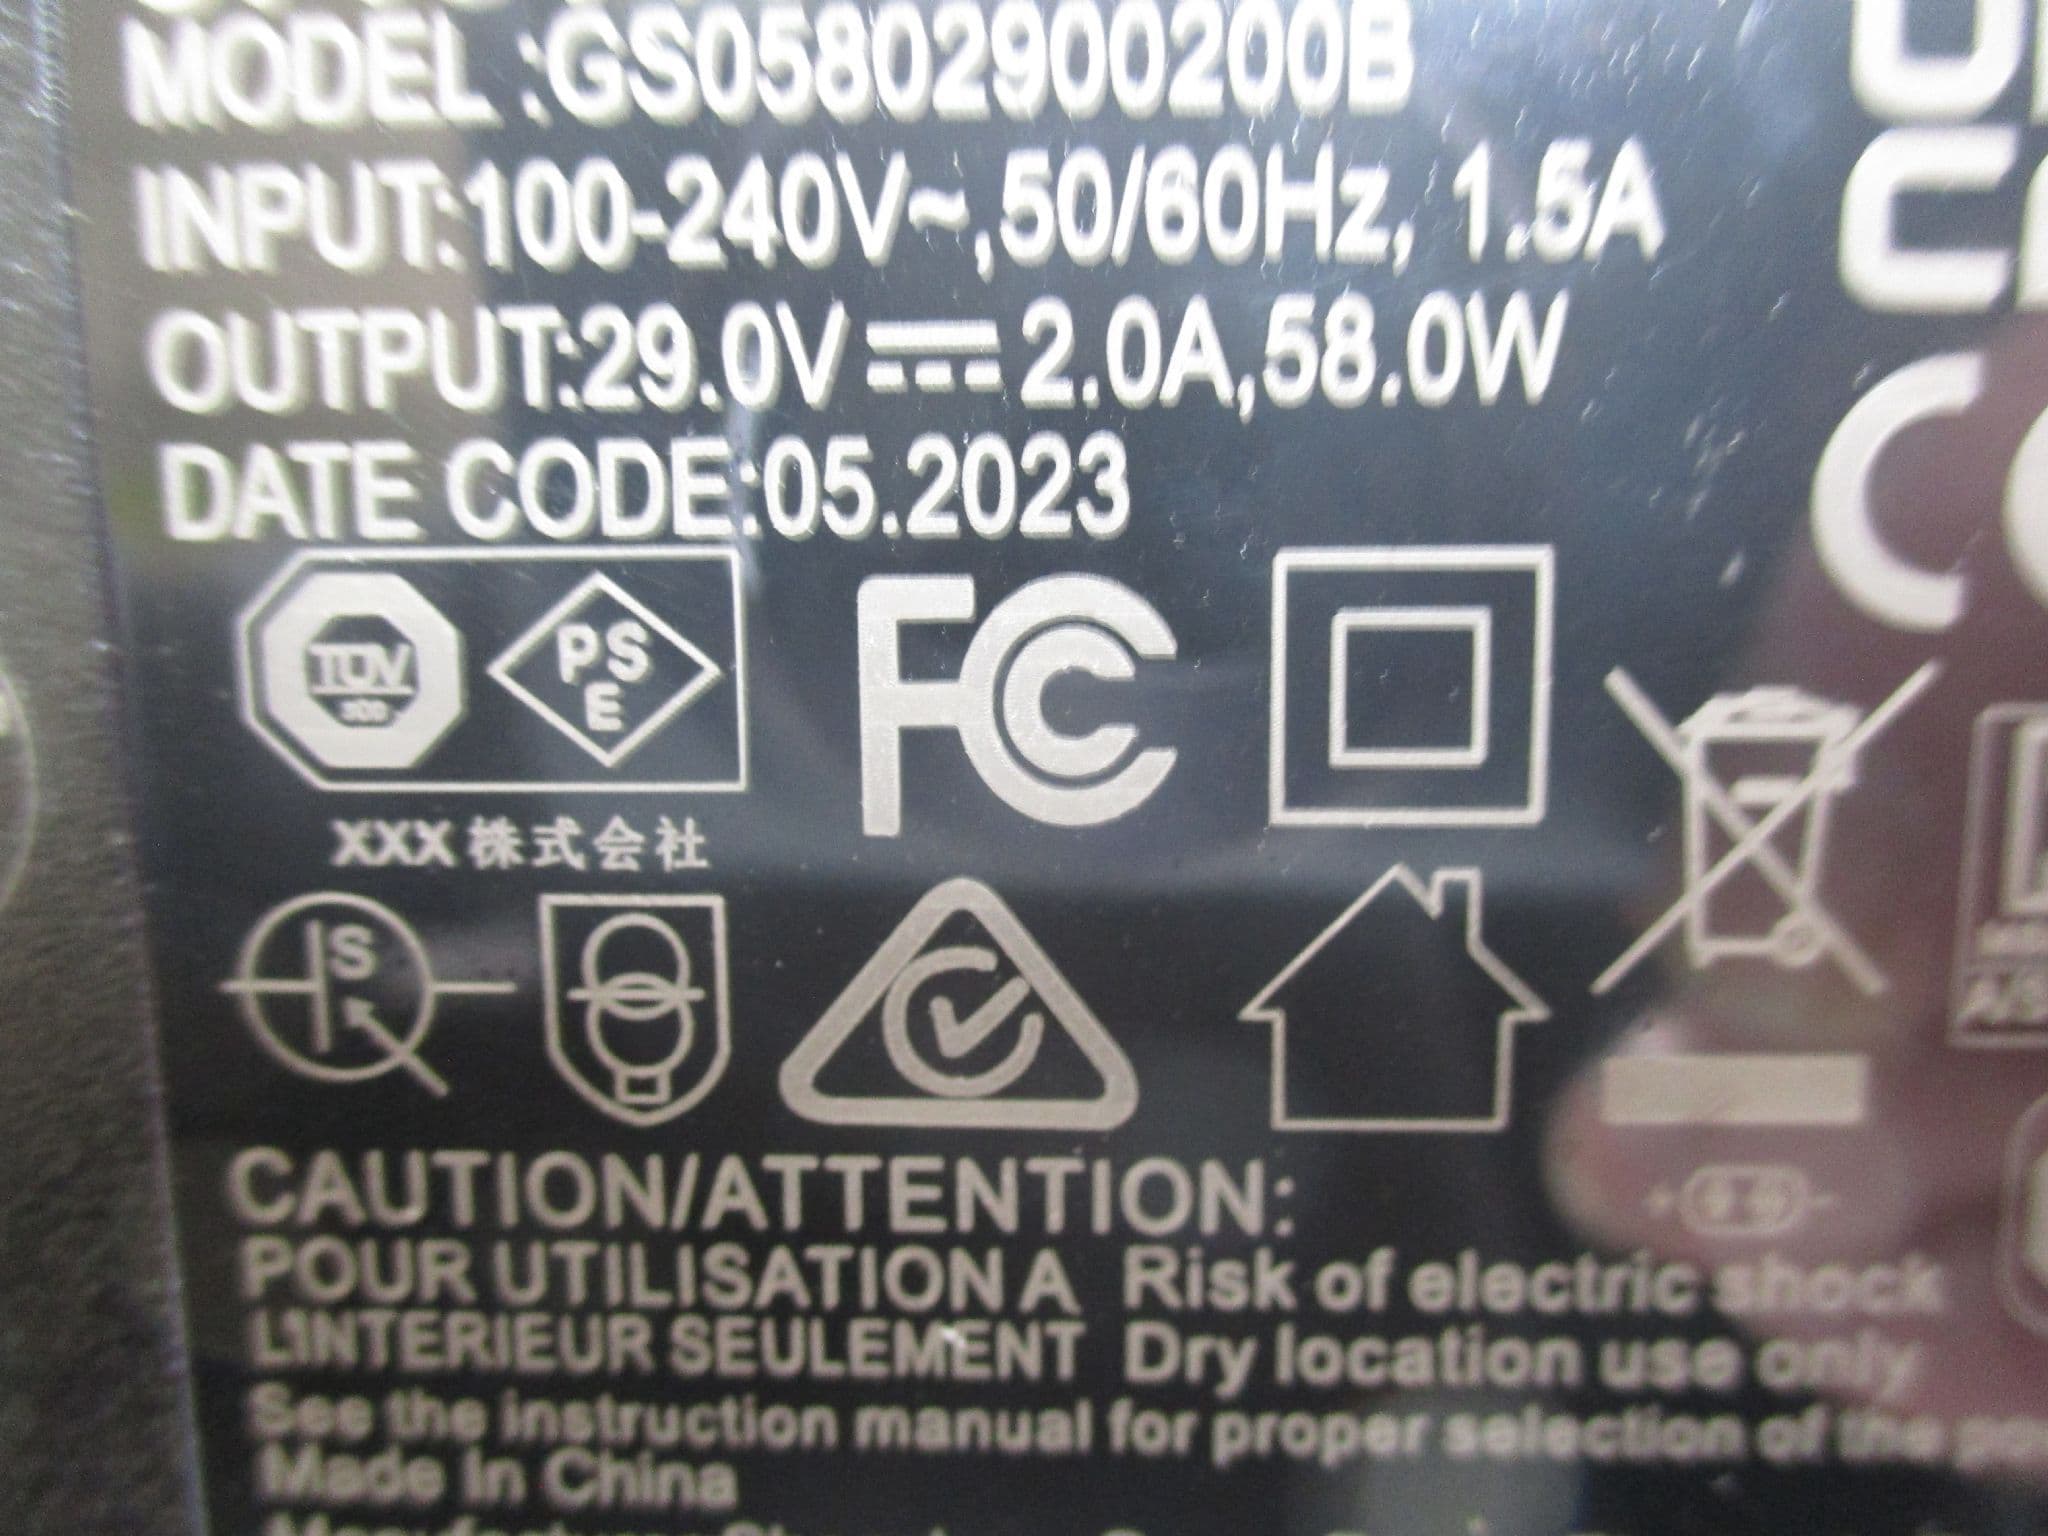 MODEL :GS05802900200B
INPUT:100-240V~,50/60Hz, 1.5A
OUTPUT:29.0V⎓2.0A,58.0W
DATE CODE:05.2023
TÜV
PS
E
FC
XXX 株式会社
S
CAUTION/ATTENTION:
POUR UTILISATION A Risk of electric shock
L'INTERIEUR SEULEMENT Dry location use only
See the instruction manual for proper selection of the
Made In China